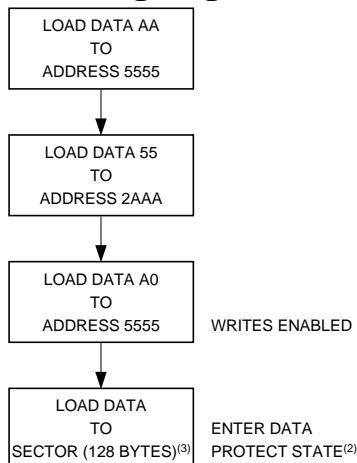 LOAD DATA AA
TO
ADDRESS 5555
LOAD DATA 55
TO
ADDRESS 2AAA
LOAD DATA A0
TO
ADDRESS 5555
WRITES ENABLED
LOAD DATA
TO
SECTOR (128 BYTES)(3)
ENTER DATA
PROTECT STATE(2)